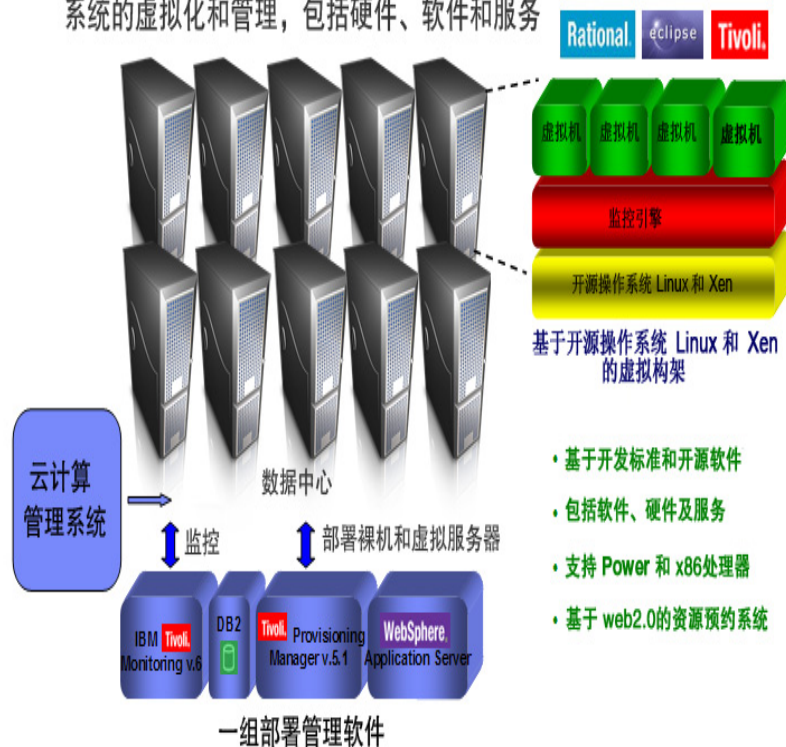 系统的虚拟化和管理，包括硬件、软件和服务
Rational.
eclipse
Tivoli.
虚拟机
虚拟机
虚拟机
虚拟机
监控引擎
开源操作系统 Linux 和 Xen
基于开源操作系统 Linux 和 Xen
的虚拟构架
云计算
管理系统
数据中心
监控
部署裸机和虚拟服务器
• 基于开发标准和开源软件
• 包括软件、硬件及服务
• 支持 Power 和 x86处理器
• 基于 web2.0的资源预约系统
IBM Tivoli.
Monitoring v.6
DB2
Tivoli. Provisioning
Manager v.5.1
WebSphere.
Application Server
一组部署管理软件